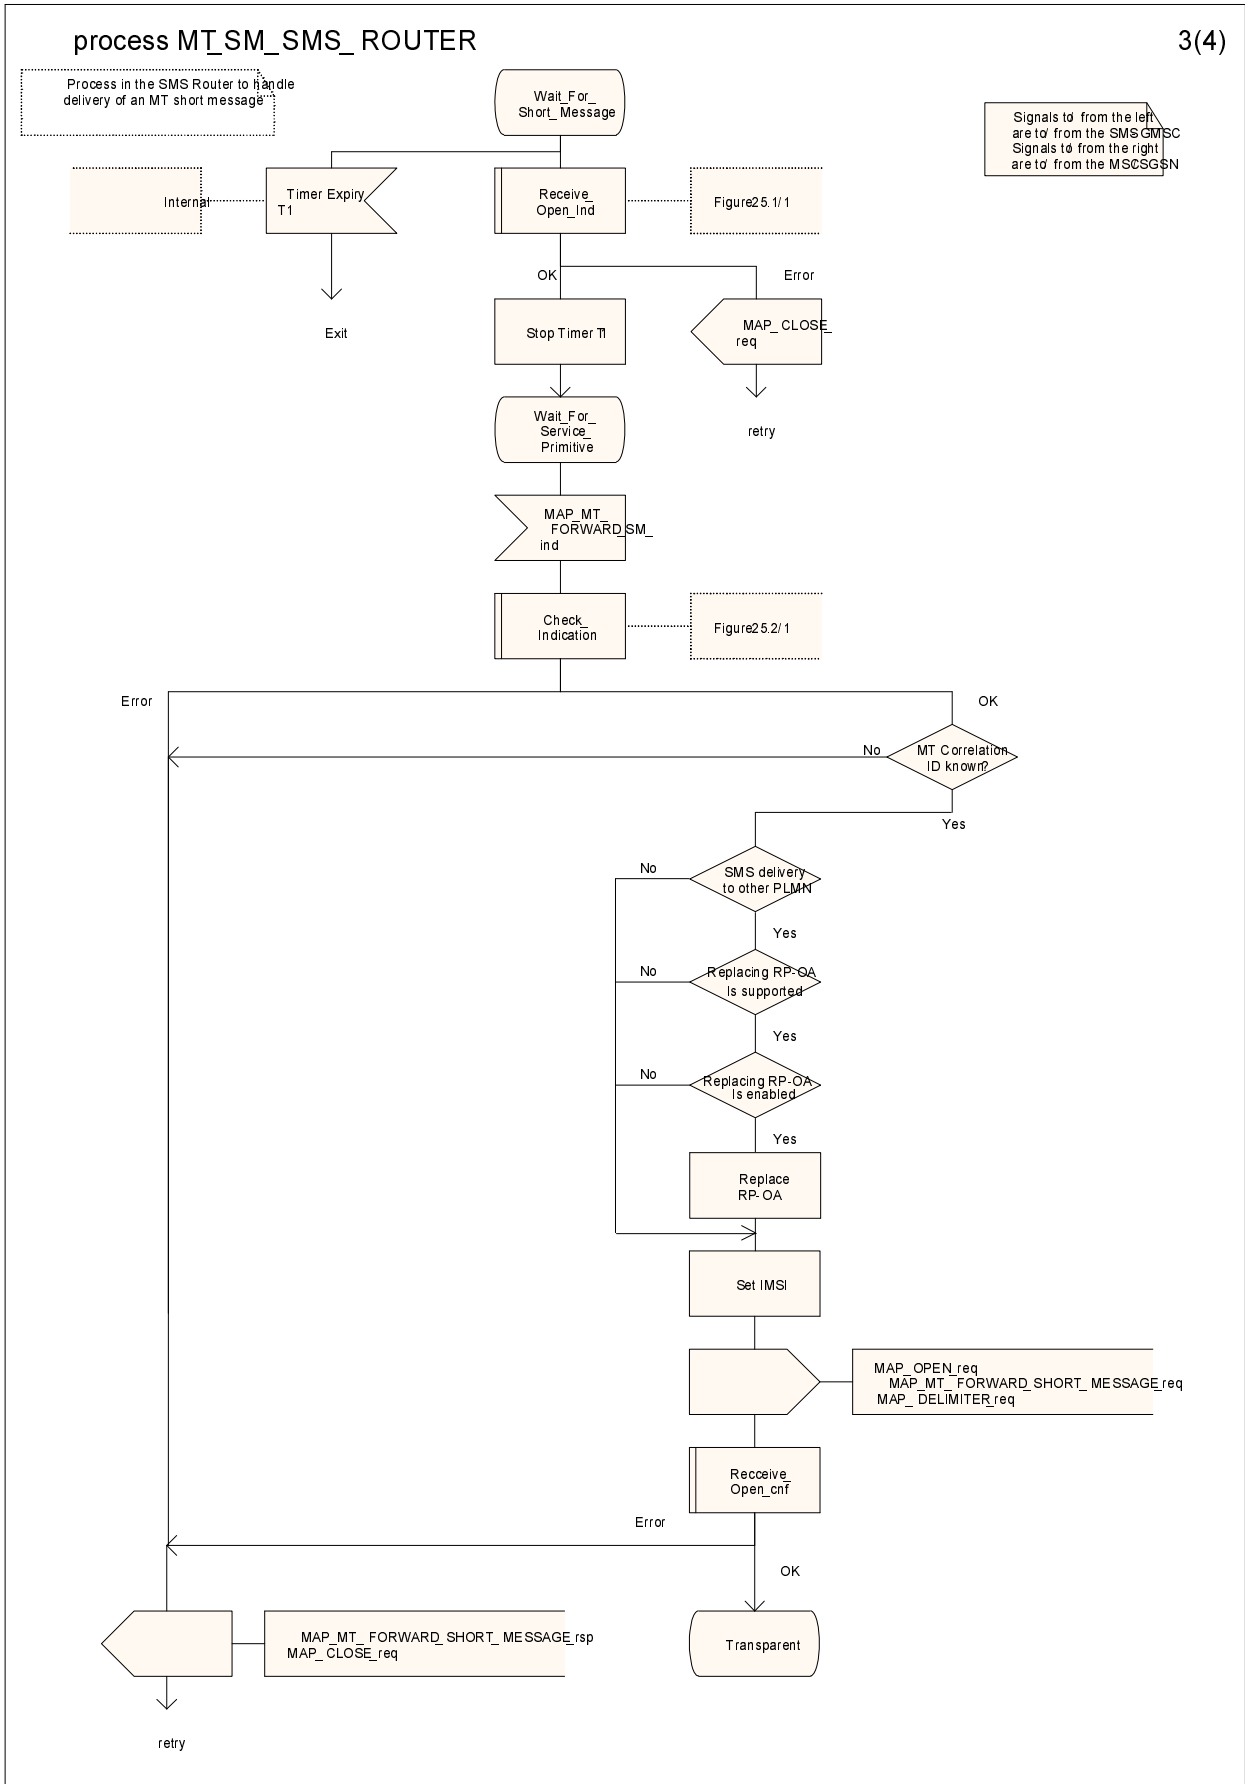 process MT_SM_SMS_ROUTER
3(4)
Process in the SMS Router to handle
delivery of an MT short message
Wait_For_
Short_Message
Signals to/ from the left
are to/ from the SMS-GMSC
Signals to/ from the right
are to/ from the MSC/SGSN
Internal
Timer Expiry
T1
Receive_
Open_Ind
Figure25.1/1
OK
Error
Exit
Stop Timer T1
MAP_CLOSE_
req
Wait_For_
Service_
Primitive
retry
MAP_MT_
FORWARD_SM_
ind
Check_
Indication
Figure25.2/1
Error
OK
No
MT Correlation
ID known?
Yes
No
SMS delivery
to other PLMN
Yes
No
Replacing RP-OA
Is supported
Yes
No
Replacing RP-OA
Is enabled
Yes
Replace
RP-OA
Set IMSI
MAP_OPEN_req
MAP_MT_FORWARD_SHORT_MESSAGE_req
MAP_DELIMITER_req
Recceive_
Open_cnf
Error
OK
MAP_MT_FORWARD_SHORT_MESSAGE_rsp
MAP_CLOSE_req
Transparent
retry